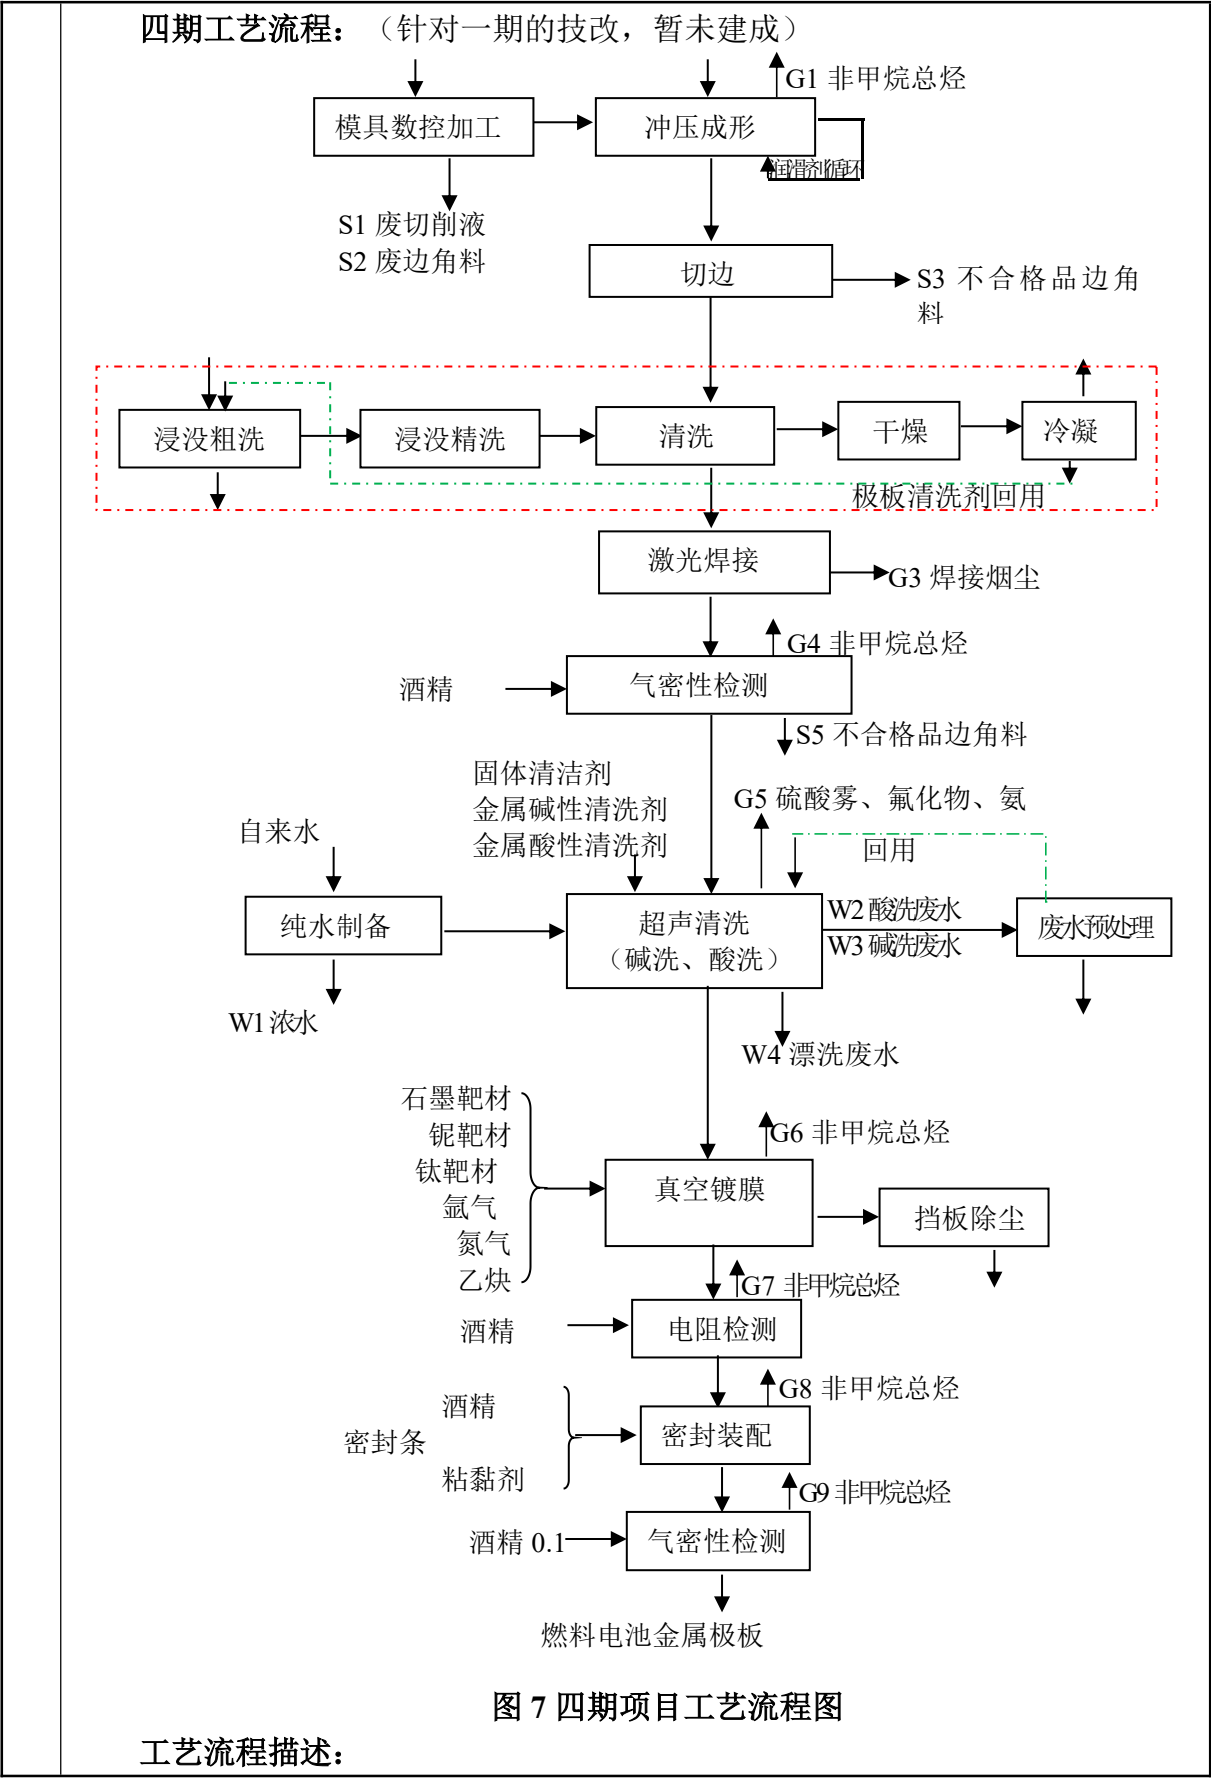 四期工艺流程：（针对一期的技改，暂未建成）
G1 非甲烷总烃
模具数控加工
冲压成形
润滑剂循环
S1 废切削液
S2 废边角料
切边
S3 不合格品边角
料
浸没粗洗
浸没精洗
清洗
干燥
冷凝
极板清洗剂回用
激光焊接
G3 焊接烟尘
G4 非甲烷总烃
酒精
气密性检测
S5 不合格品边角料
固体清洁剂
金属碱性清洗剂
金属酸性清洗剂
G5 硫酸雾、氟化物、氨
自来水
回用
纯水制备
超声清洗
（碱洗、酸洗）
W2 酸洗废水
W3 碱洗废水
废水预处理
W1 浓水
W4 漂洗废水
石墨靶材
铌靶材
钛靶材
氩气
氮气
乙炔
G6 非甲烷总烃
真空镀膜
挡板除尘
G7 非甲烷总烃
酒精
电阻检测
G8 非甲烷总烃
酒精
密封条
粘黏剂
密封装配
G9 非甲烷总烃
酒精 0.1
气密性检测
燃料电池金属极板
图 7 四期项目工艺流程图
工艺流程描述：